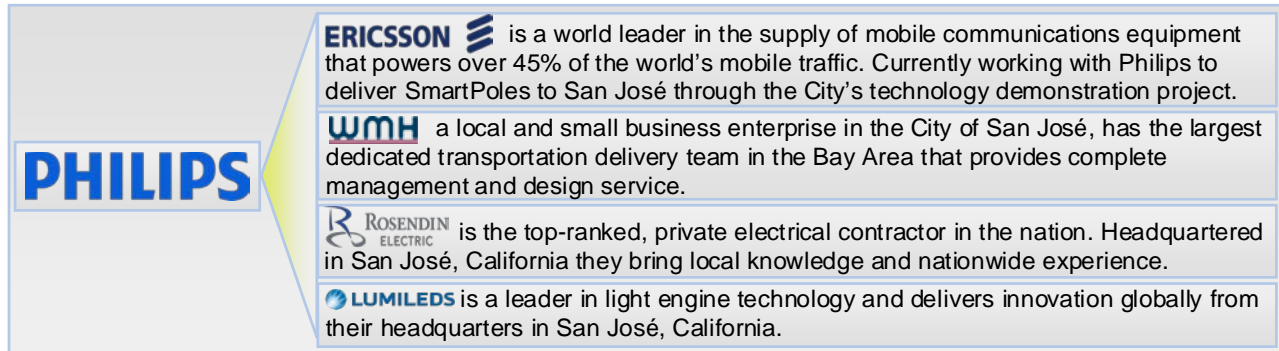 PHILIPS
ERICSSON is a world leader in the supply of mobile communications equipment
that powers over 45% of the world's mobile traffic. Currently working with Philips to
deliver SmartPoles to San José through the City's technology demonstration project.
WMH a local and small business enterprise in the City of San José, has the largest
dedicated transportation delivery team in the Bay Area that provides complete
management and design service.
ROSENDIN
ELECTRIC is the top-ranked, private electrical contractor in the nation. Headquartered
in San José, California they bring local knowledge and nationwide experience.
LUMILEDS is a leader in light engine technology and delivers innovation globally from
their headquarters in San José, California.